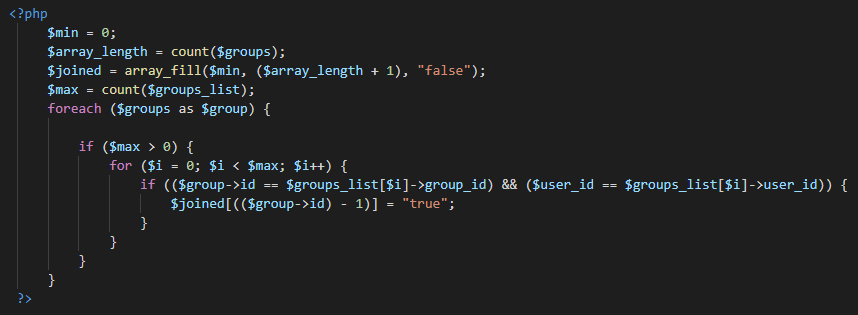 <?php
$min = 0;
$array_length = count($groups);
$joined = array_fill($min, ($array_length + 1), "false");
$max = count($groups_list);
foreach ($groups as $group) {
if ($max > 0) {
for ($i = 0; $i < $max; $i++) {
if (($group->id == $groups_list[$i]->group_id) && ($user_id == $groups_list[$i]->user_id)) {
$joined[(($group->id) - 1)] = "true";
}
}
}
}
?>